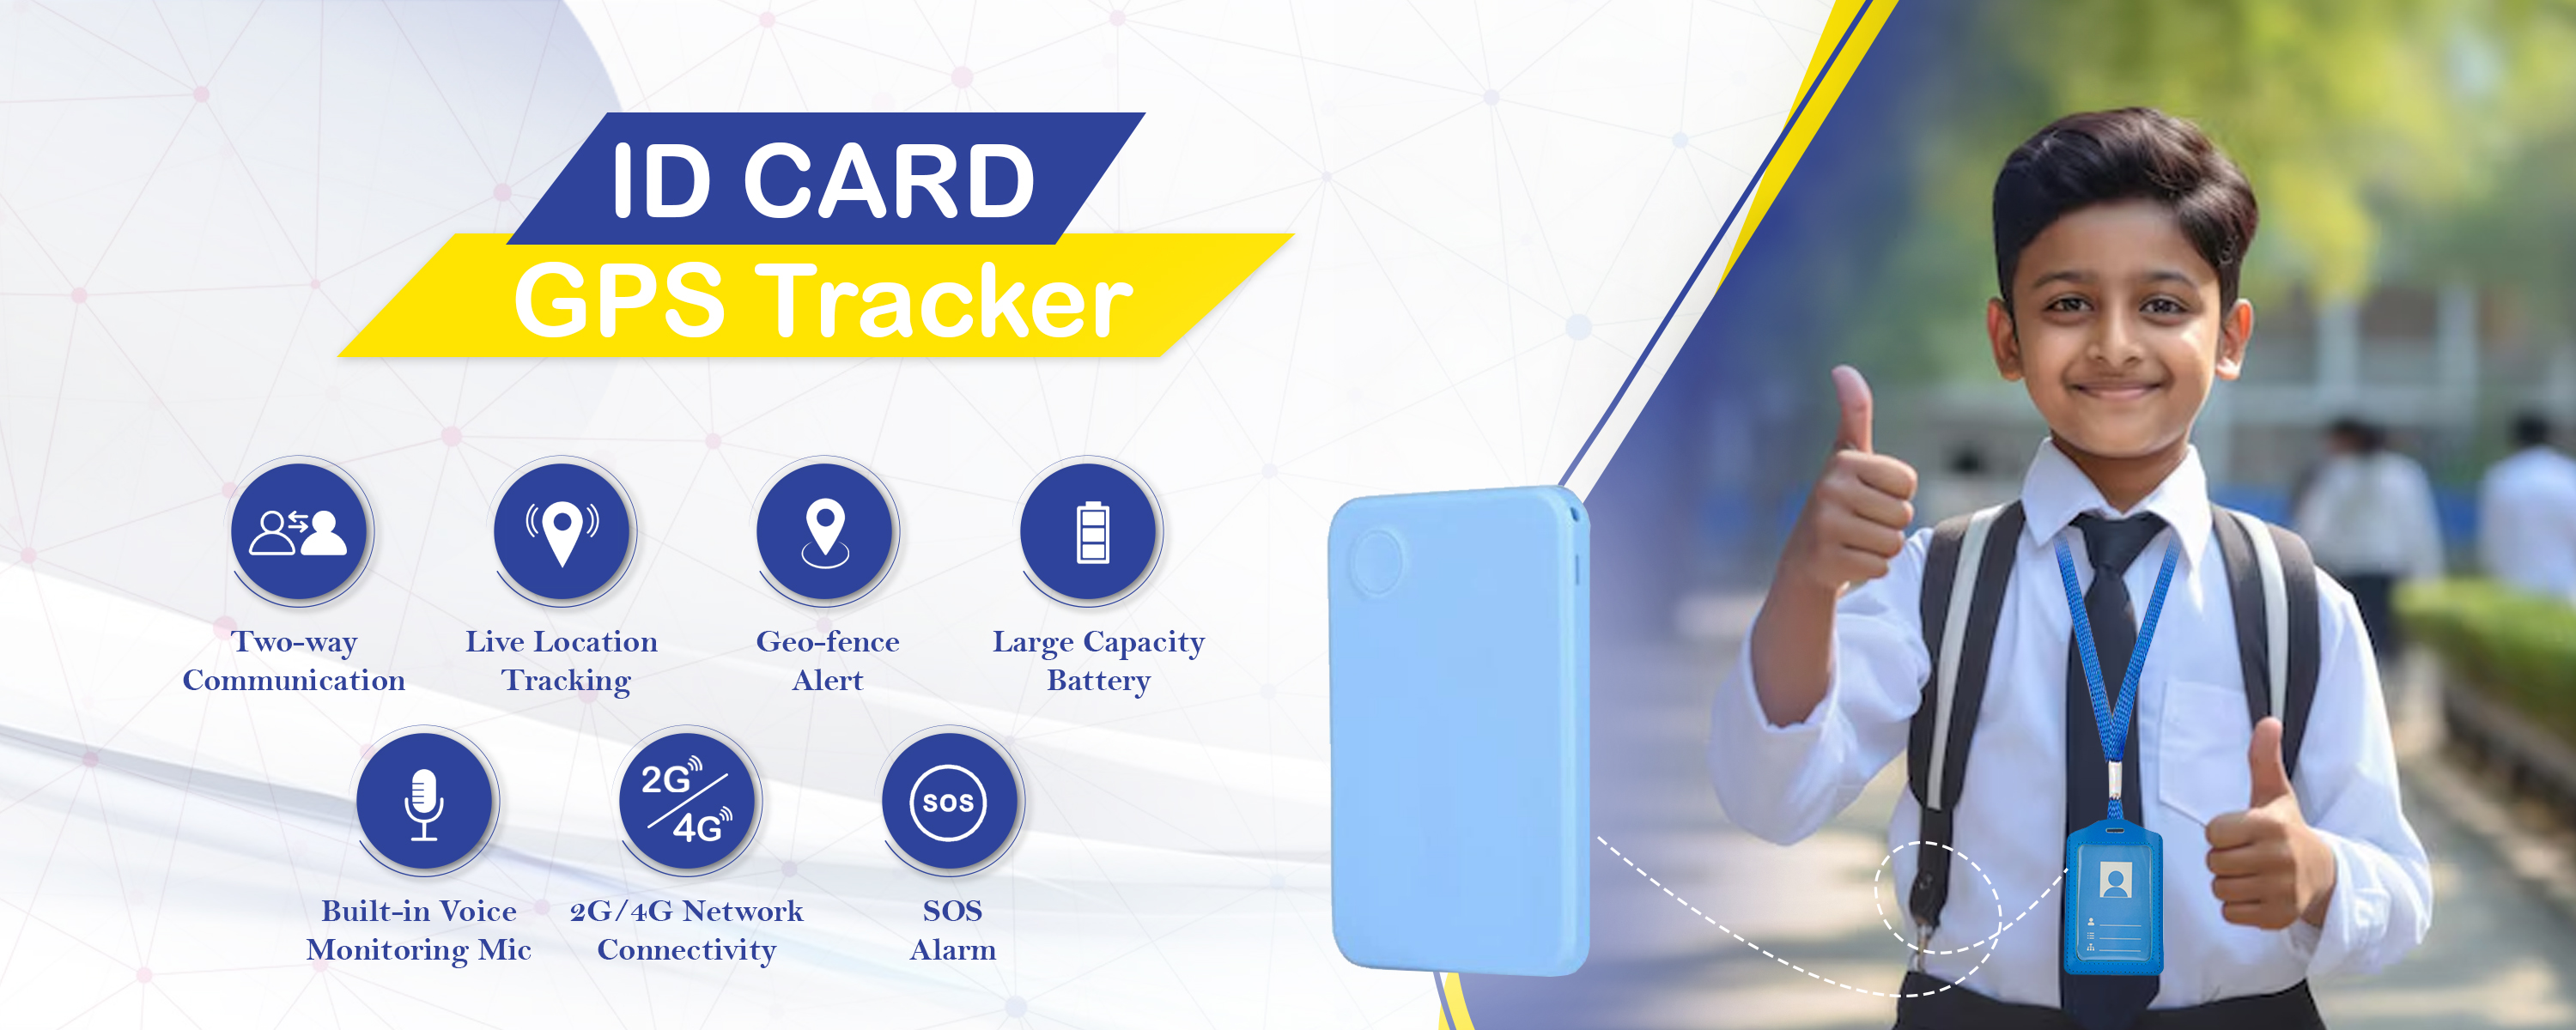 ID CARD
GPS Tracker
Two-way
Communication
Live Location
Tracking
Geo-fence
Alert
Large Capacity
Battery
2G
4G
SOS
Built-in Voice
Monitoring Mic
2G/4G Network
Connectivity
SOS
Alarm